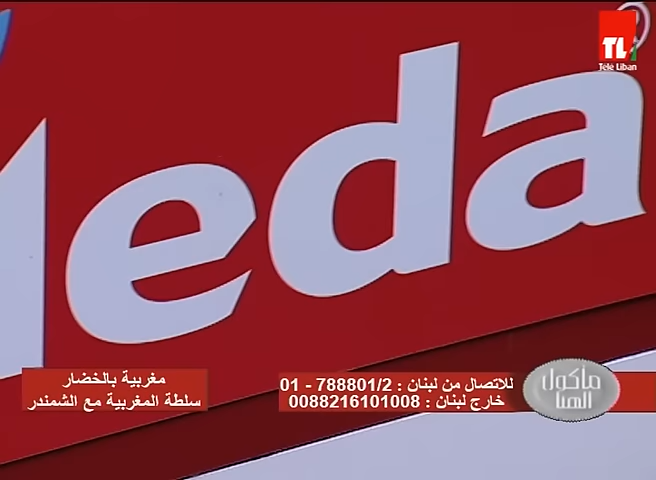 TL
Télé Liban
Meda
مغربية بالخضار
سلطة المغربية مع الشمندر
للاتصال من لبنان : 788801/2 - 01
خارج لبنان : 0088216101008
مأكول
الهنا